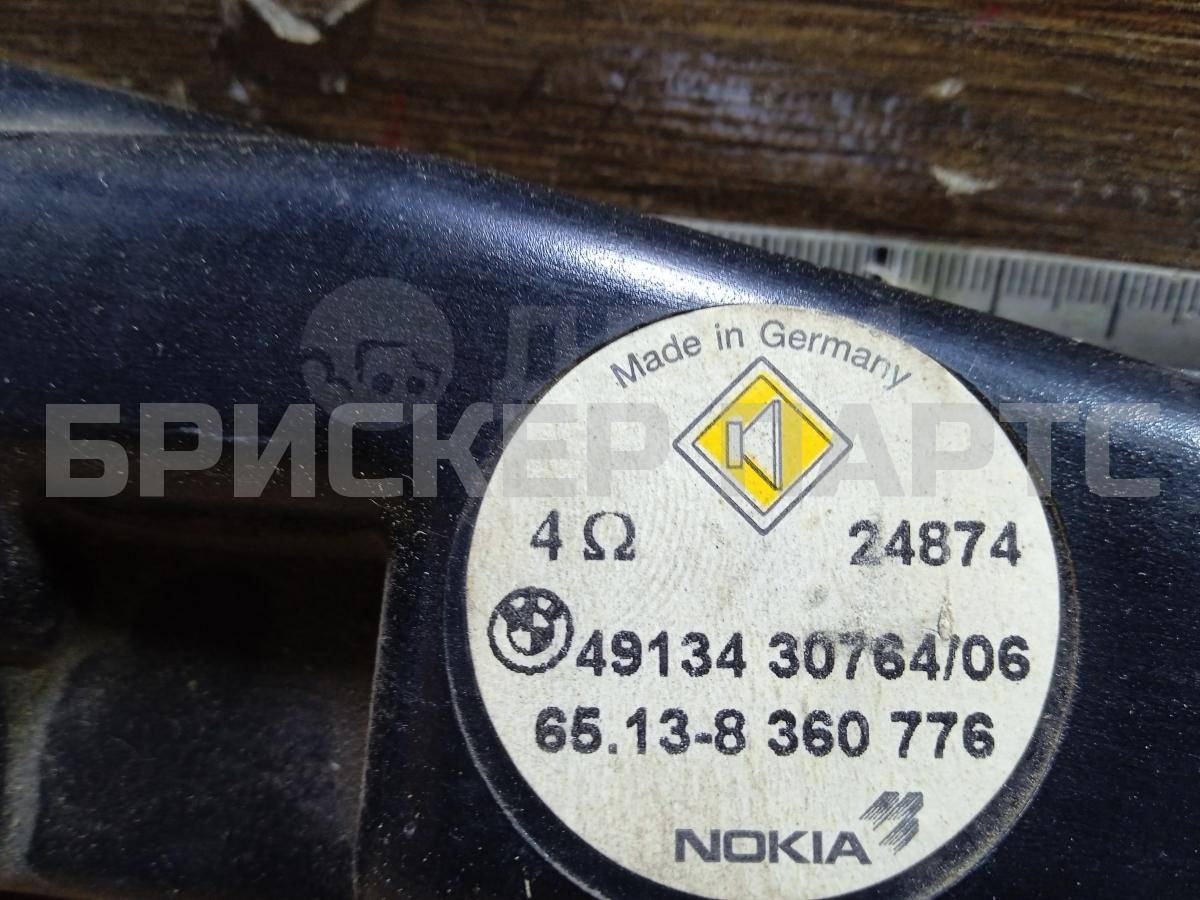 Made in Germany
БРИСКЕР ПАРТС
4 Ω 24874
49134 30764/06
65.13-8 360 776
NOKIA